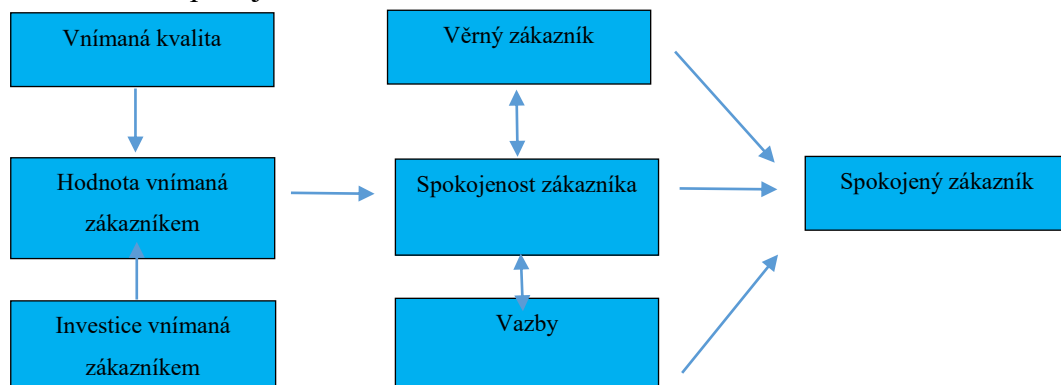 Vnímaná kvalita
Věrný zákazník
Hodnota vnímaná
zákazníkem
Spokojenost zákazníka
Spokojený zákazník
Investice vnímaná
zákazníkem
Vazby